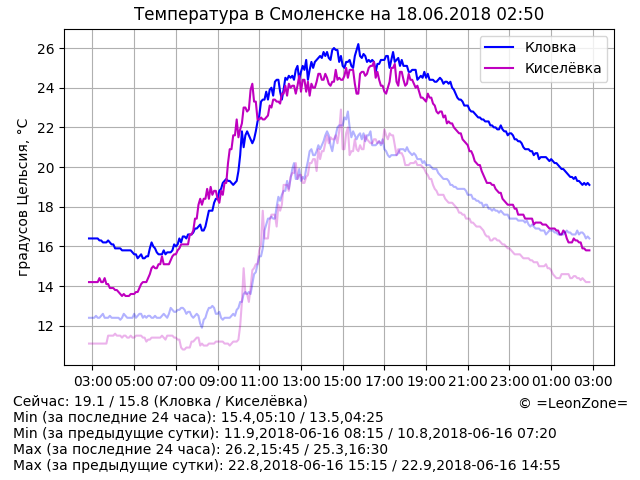 Температура в Смоленске на 18.06.2018 02:50
градусов Цельсия, °C
26
24
22
20
18
16
14
12
Кловка
Киселёвка
03:00 05:00 07:00 09:00 11:00 13:00 15:00 17:00 19:00 21:00 23:00 01:00 03:00
Сейчас: 19.1 / 15.8 (Кловка / Киселёвка)
© =LeonZone=
Min (за последние 24 часа): 15.4,05:10 / 13.5,04:25
Min (за предыдущие сутки): 11.9,2018-06-16 08:15 / 10.8,2018-06-16 07:20
Max (за последние 24 часа): 26.2,15:45 / 25.3,16:30
Max (за предыдущие сутки): 22.8,2018-06-16 15:15 / 22.9,2018-06-16 14:55